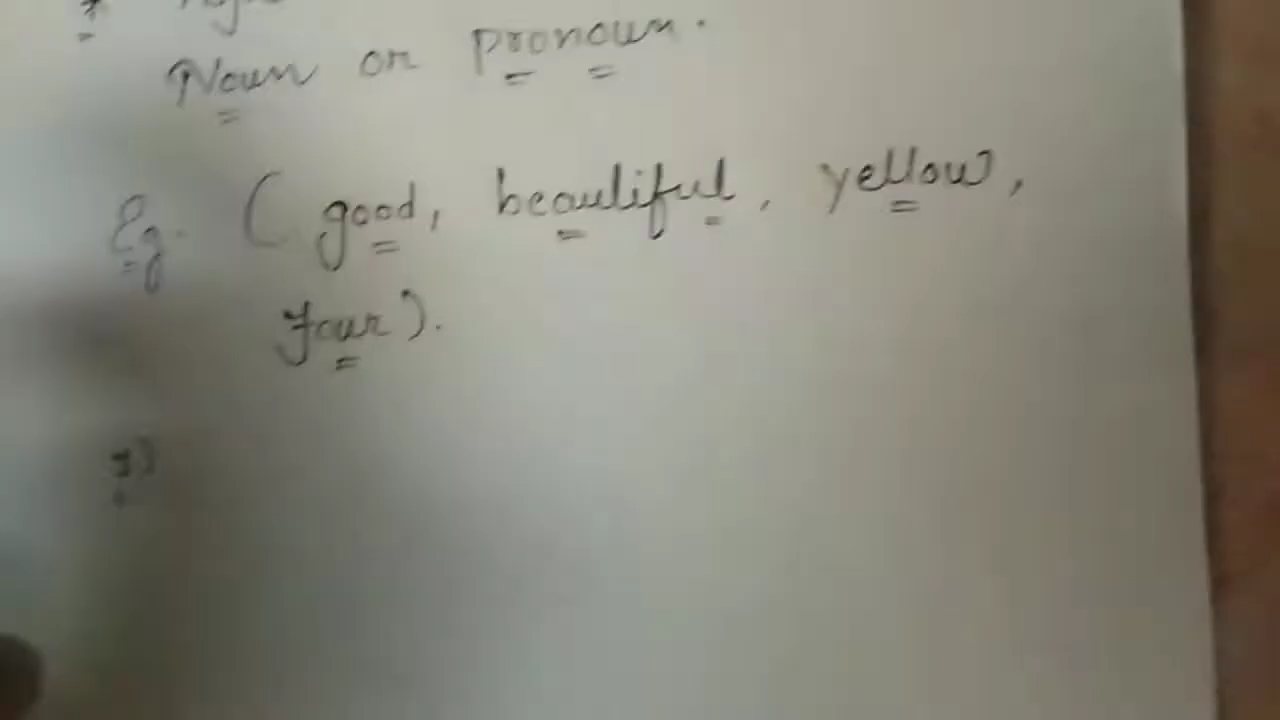 Noun or pronoun.
Eg. ( good, beautiful, yellow,
four).